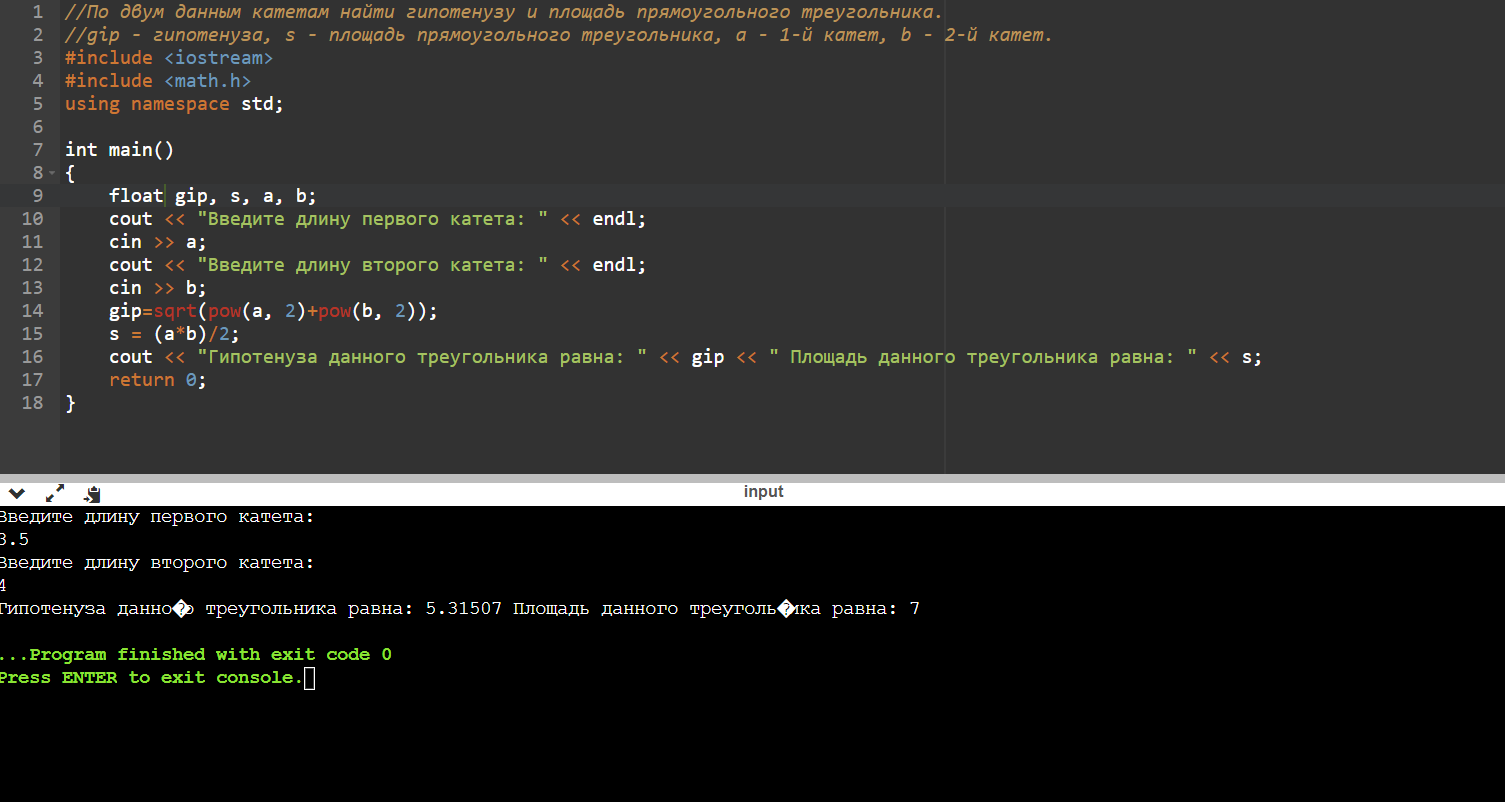 1 //По двум данным катетам найти гипотенузу и площадь прямоугольного треугольника.
2 //gip - гипотенуза, s - площадь прямоугольного треугольника, a - 1-й катет, b - 2-й катет.
3 #include <iostream>
4 #include <math.h>
5 using namespace std;
6
7 int main()
8 {
9 float gip, s, a, b;
10 cout << "Введите длину первого катета: " << endl;
11 cin >> a;
12 cout << "Введите длину второго катета: " << endl;
13 cin >> b;
14 gip=sqrt(pow(a, 2)+pow(b, 2));
15 s = (a*b)/2;
16 cout << "Гипотенуза данного треугольника равна: " << gip << " Площадь данного треугольника равна: " << s;
17 return 0;
18 }
input
Введите длину первого катета:
3.5
Введите длину второго катета:
4
Гипотенуза данно�о треугольника равна: 5.31507 Площадь данного треуголь�ика равна: 7
...Program finished with exit code 0
Press ENTER to exit console.